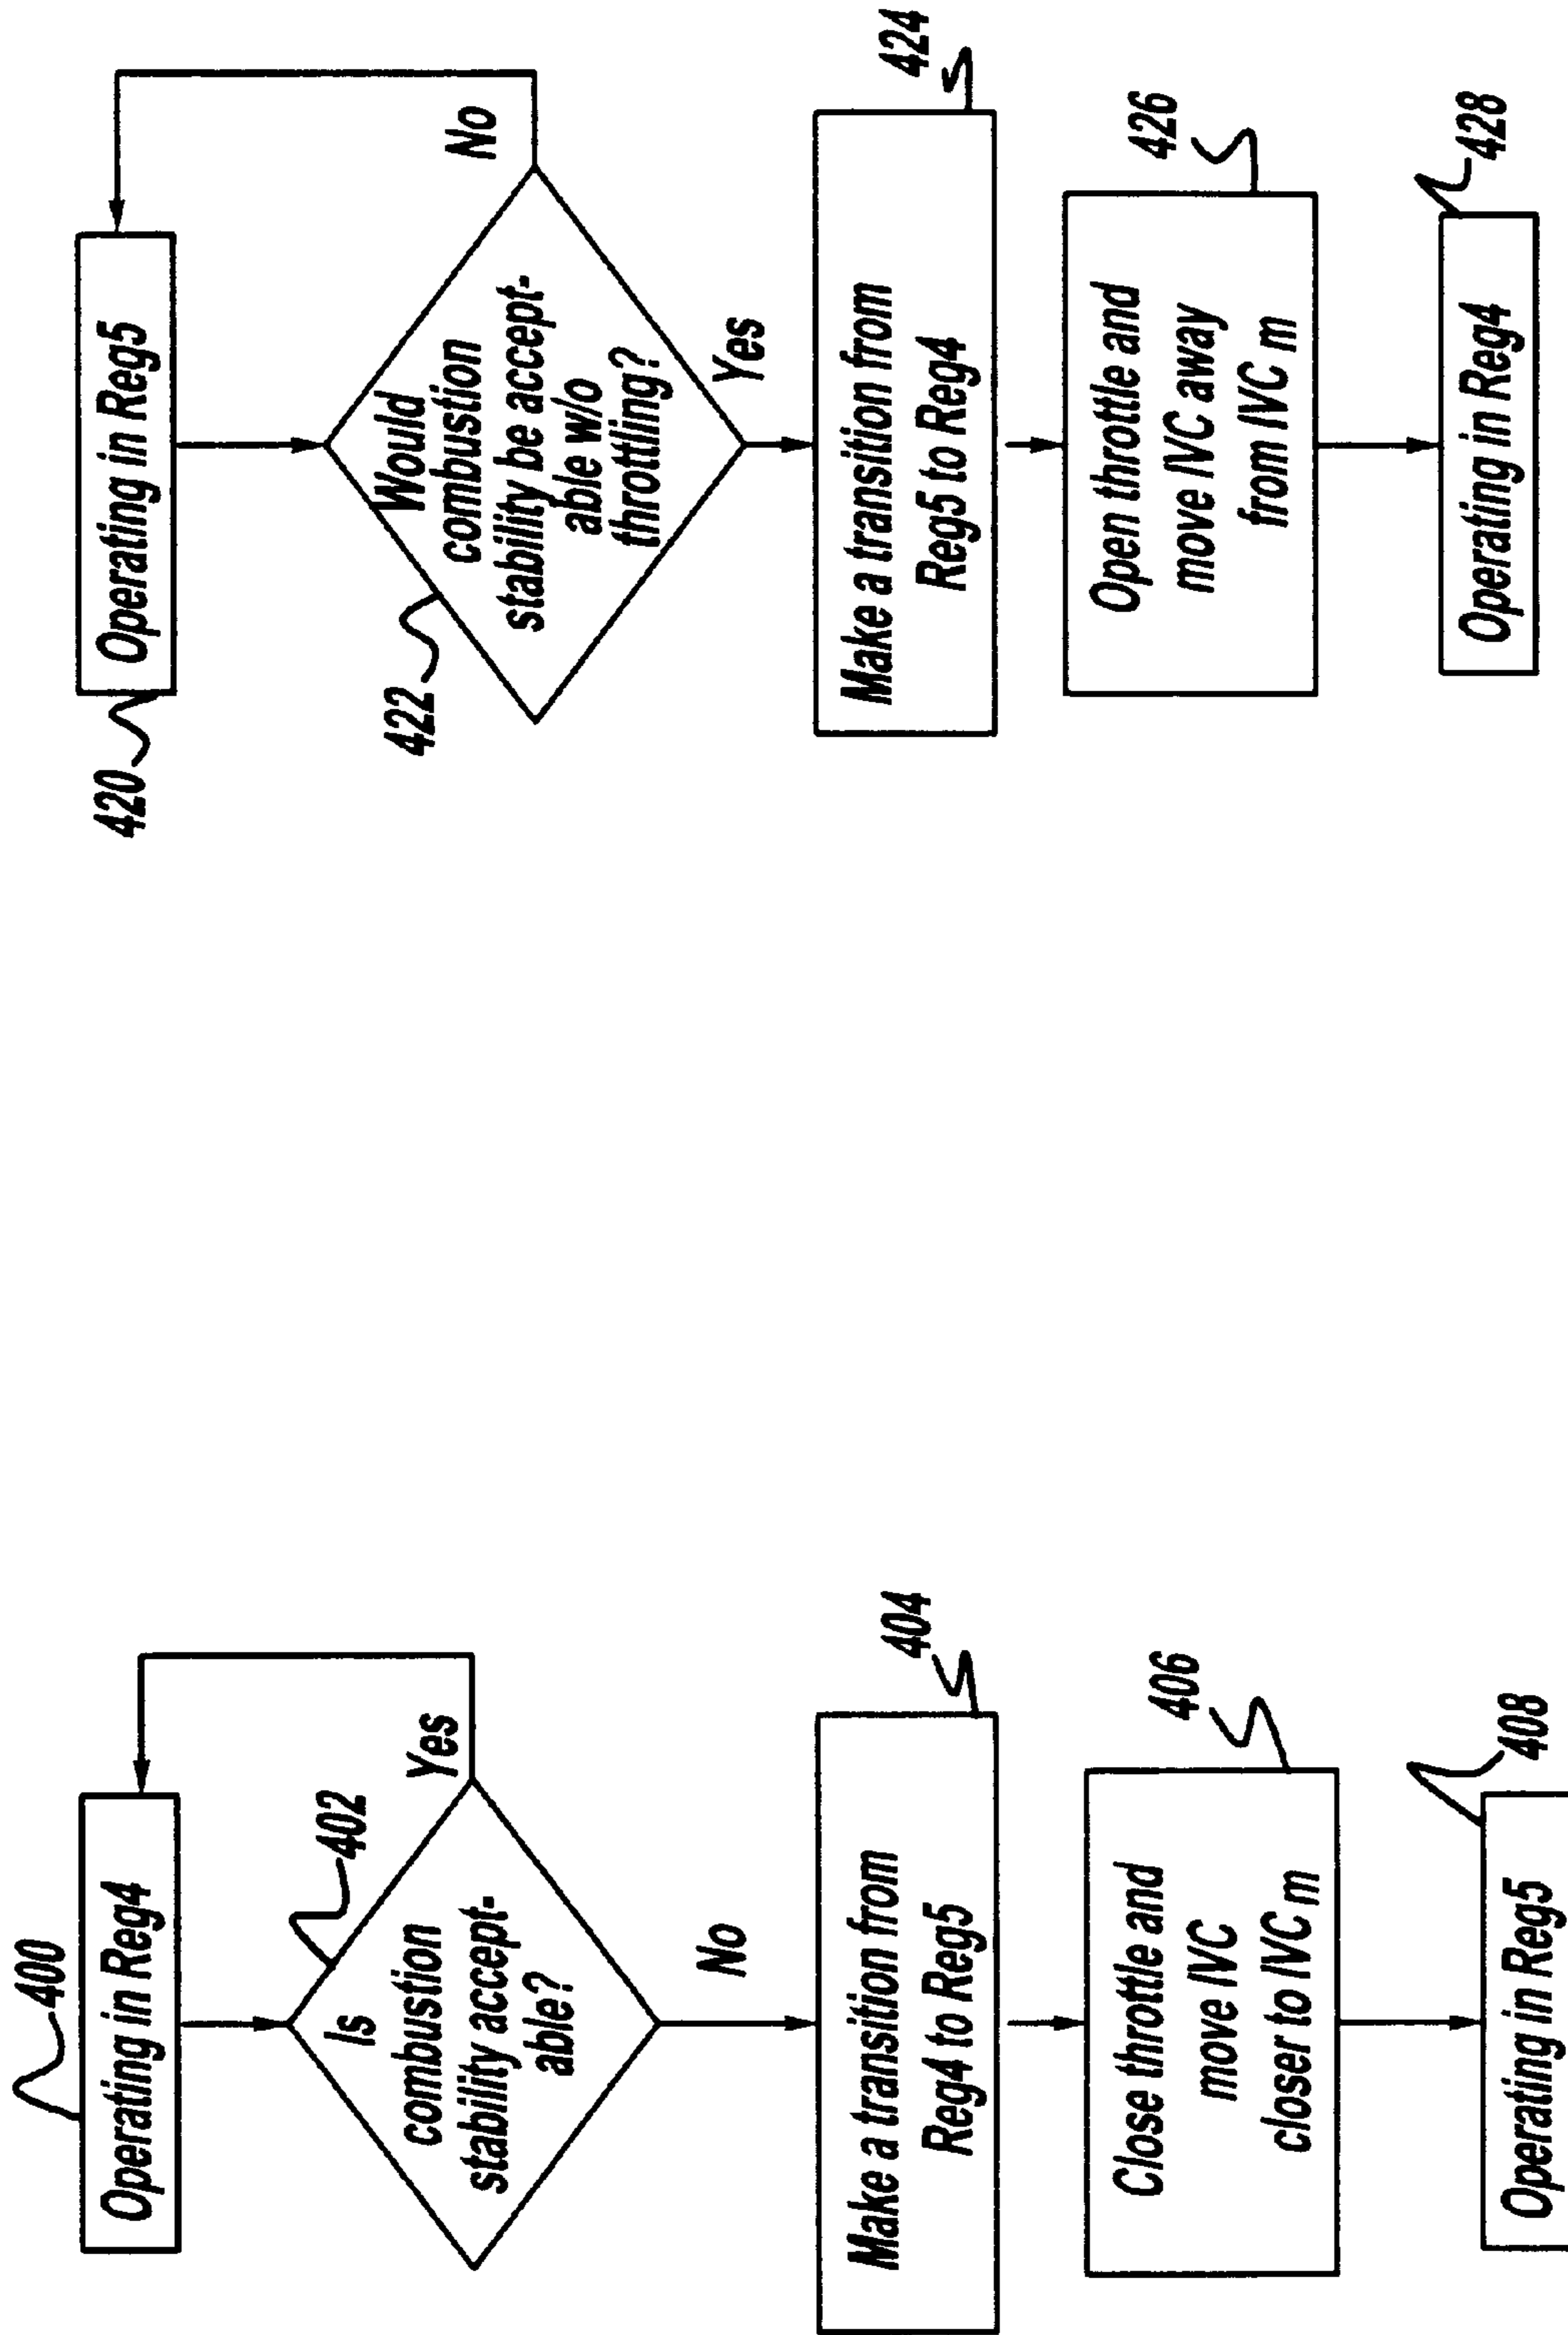 400
Operating in Reg4
402
Is
combustion
stability accept-
able?
Yes
No
404
Make a transition from
Reg4 to Reg5
406
Close throttle and
move IVC
closer to IVC m
408
Operating in Reg5
420
Operating in Reg5
422
Would
combustion
stability be accept-
able w/o
throttling?
No
Yes
424
Make a transition from
Reg5 to Reg4
426
Open throttle and
move IVC away
from IVC m
428
Operating in Reg4